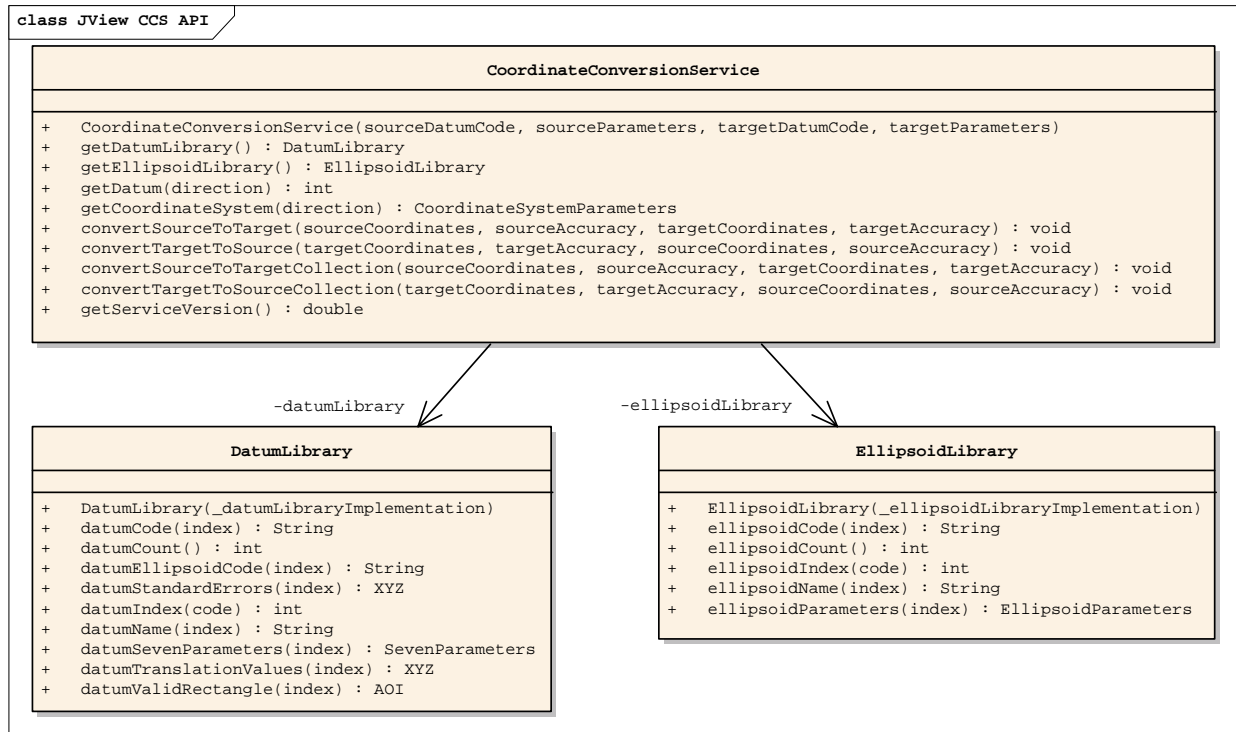 class JView CCS API
CoordinateConversionService
+ CoordinateConversionService(sourceDatumCode, sourceParameters, targetDatumCode, targetParameters)
+ getDatumLibrary() : DatumLibrary
+ getEllipsoidLibrary() : EllipsoidLibrary
+ getDatum(direction) : int
+ getCoordinateSystem(direction) : CoordinateSystemParameters
+ convertSourceToTarget(sourceCoordinates, sourceAccuracy, targetCoordinates, targetAccuracy) : void
+ convertTargetToSource(targetCoordinates, targetAccuracy, sourceCoordinates, sourceAccuracy) : void
+ convertSourceToTargetCollection(sourceCoordinates, sourceAccuracy, targetCoordinates, targetAccuracy) : void
+ convertTargetToSourceCollection(targetCoordinates, targetAccuracy, sourceCoordinates, sourceAccuracy) : void
+ getServiceVersion() : double
-datumLibrary
-ellipsoidLibrary
DatumLibrary
+ DatumLibrary(_datumLibraryImplementation)
+ datumCode(index) : String
+ datumCount() : int
+ datumEllipsoidCode(index) : String
+ datumStandardErrors(index) : XYZ
+ datumIndex(code) : int
+ datumName(index) : String
+ datumSevenParameters(index) : SevenParameters
+ datumTranslationValues(index) : XYZ
+ datumValidRectangle(index) : AOI
EllipsoidLibrary
+ EllipsoidLibrary(_ellipsoidLibraryImplementation)
+ ellipsoidCode(index) : String
+ ellipsoidCount() : int
+ ellipsoidIndex(code) : int
+ ellipsoidName(index) : String
+ ellipsoidParameters(index) : EllipsoidParameters